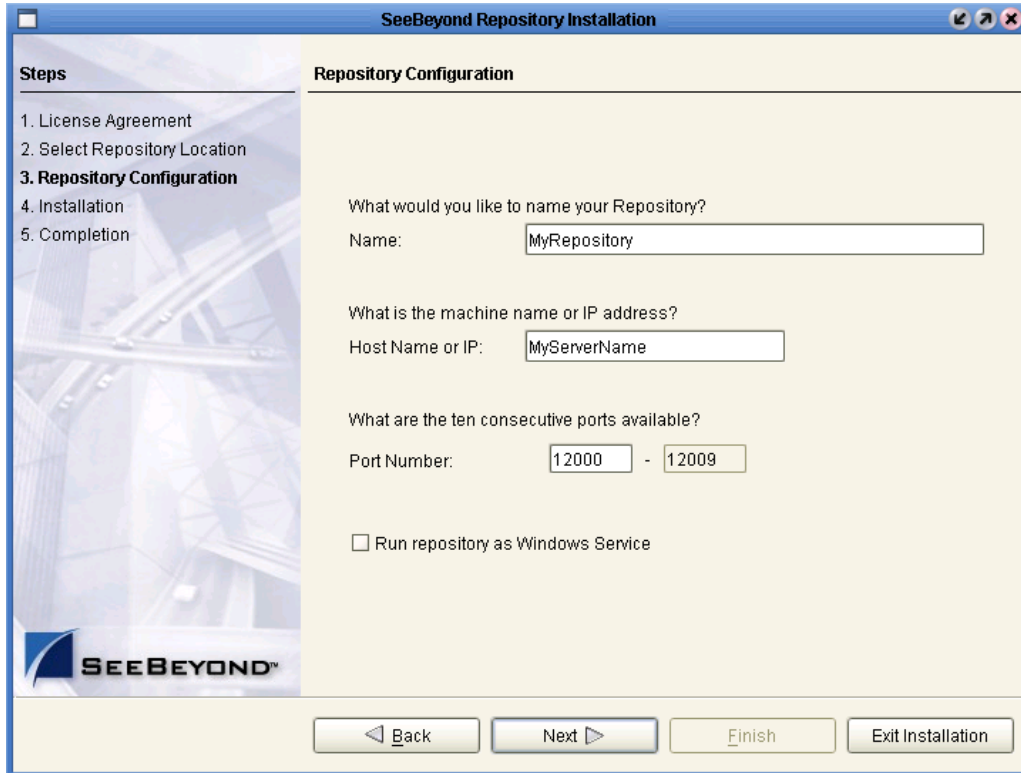 SeeBeyond Repository Installation
Steps
1. License Agreement
2. Select Repository Location
3. Repository Configuration
4. Installation
5. Completion
SEEBEYOND™
Repository Configuration
What would you like to name your Repository?
Name: MyRepository
What is the machine name or IP address?
Host Name or IP: MyServerName
What are the ten consecutive ports available?
Port Number: 12000 - 12009
Run repository as Windows Service
Back Next Finish Exit Installation